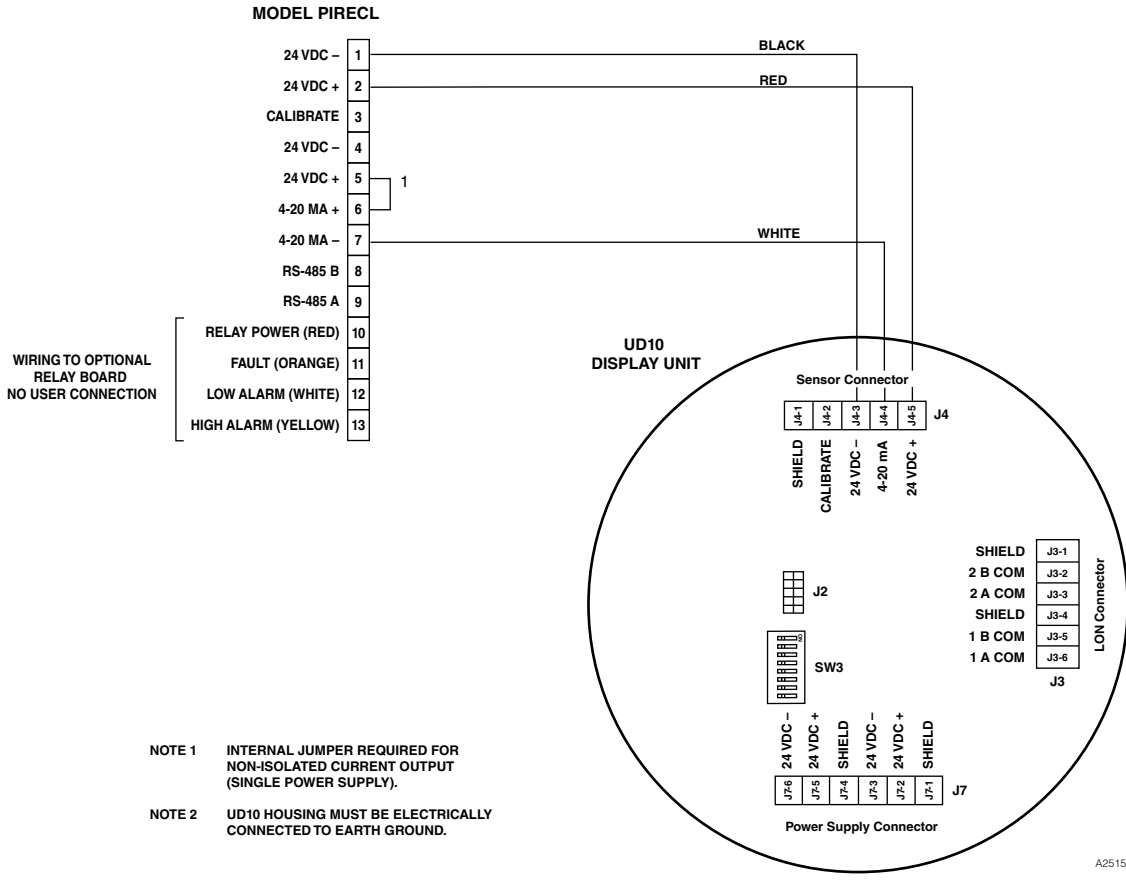 MODEL PIRECL
24 VDC – 1
24 VDC + 2
CALIBRATE 3
24 VDC – 4
24 VDC + 5
1
4-20 MA + 6
4-20 MA – 7
RS-485 B 8
RS-485 A 9
RELAY POWER (RED) 10
FAULT (ORANGE) 11
LOW ALARM (WHITE) 12
HIGH ALARM (YELLOW) 13
WIRING TO OPTIONAL
RELAY BOARD
NO USER CONNECTION
BLACK
RED
WHITE
UD10
DISPLAY UNIT
Sensor Connector
J4-1 J4-2 J4-3 J4-4 J4-5 J4
SHIELD
CALIBRATE
24 VDC –
4-20 mA
24 VDC +
J2
SW3
ON
SHIELD J3-1
2 B COM J3-2
2 A COM J3-3
SHIELD J3-4
1 B COM J3-5
1 A COM J3-6
J3
LON Connector
24 VDC –
24 VDC +
SHIELD
24 VDC –
24 VDC +
SHIELD
J7-6 J7-5 J7-4 J7-3 J7-2 J7-1 J7
Power Supply Connector
NOTE 1 INTERNAL JUMPER REQUIRED FOR
NON-ISOLATED CURRENT OUTPUT
(SINGLE POWER SUPPLY).
NOTE 2 UD10 HOUSING MUST BE ELECTRICALLY
CONNECTED TO EARTH GROUND.
A2515